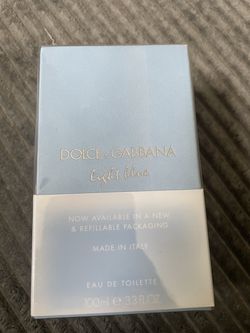 DOLCE & GABBANA
light blue
NOW AVAILABLE IN A NEW
& REFILLABLE PACKAGING
MADE IN ITALY
EAU DE TOILETTE
100ml ℮ 3.3 FL.OZ.